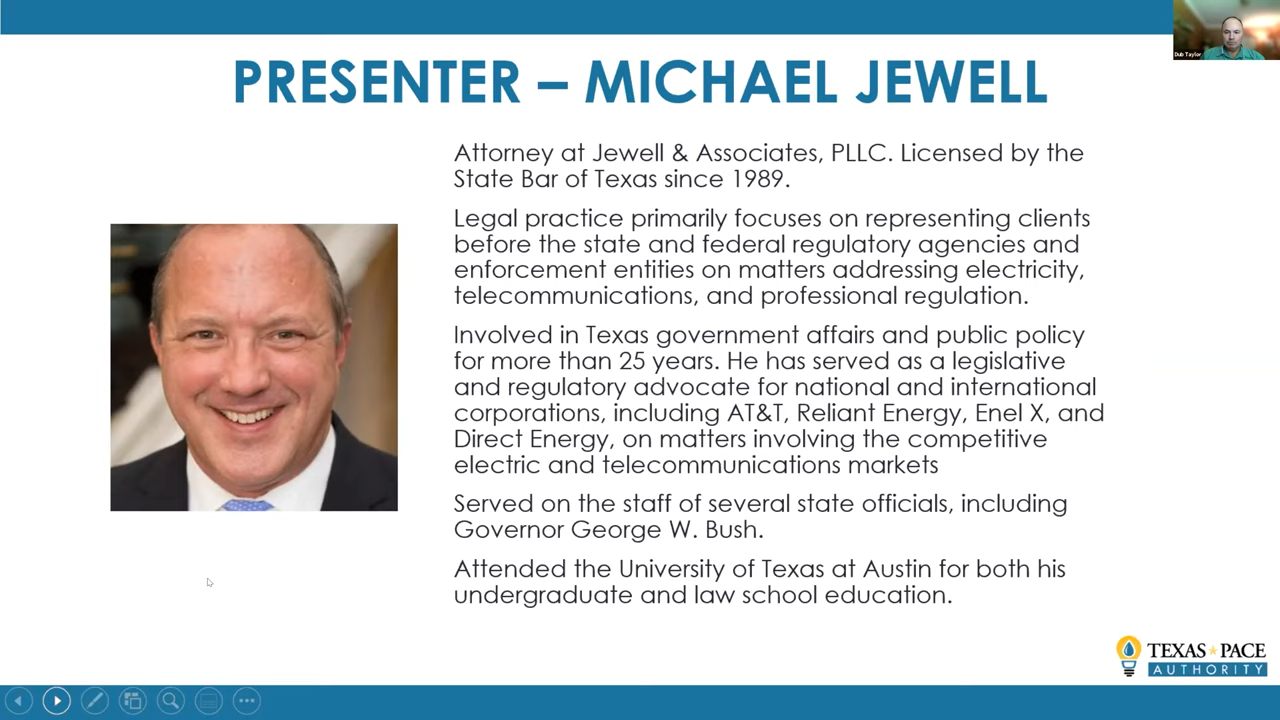 Dub Taylor
PRESENTER – MICHAEL JEWELL
Attorney at Jewell & Associates, PLLC. Licensed by the
State Bar of Texas since 1989.
Legal practice primarily focuses on representing clients
before the state and federal regulatory agencies and
enforcement entities on matters addressing electricity,
telecommunications, and professional regulation.
Involved in Texas government affairs and public policy
for more than 25 years. He has served as a legislative
and regulatory advocate for national and international
corporations, including AT&T, Reliant Energy, Enel X, and
Direct Energy, on matters involving the competitive
electric and telecommunications markets
Served on the staff of several state officials, including
Governor George W. Bush.
Attended the University of Texas at Austin for both his
undergraduate and law school education.
TEXAS PACE
AUTHORITY